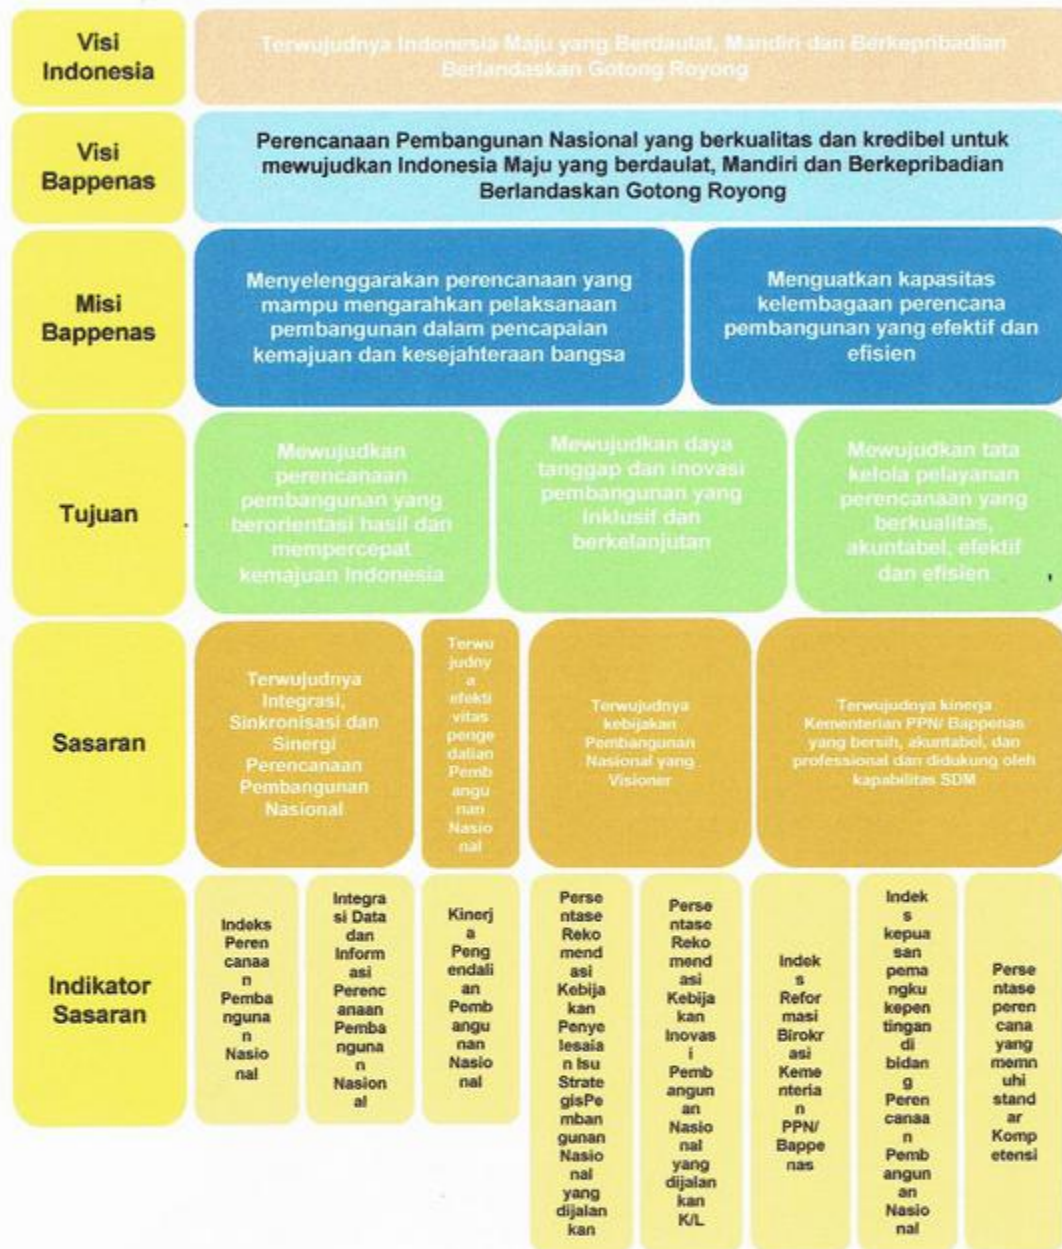 Visi
Indonesia
Terwujudnya Indonesia Maju yang Berdaulat, Mandiri dan Berkepribadian
Berlandaskan Gotong Royong
Visi
Bappenas
Perencanaan Pembangunan Nasional yang berkualitas dan kredibel untuk
mewujudkan Indonesia Maju yang berdaulat, Mandiri dan Berkepribadian
Berlandaskan Gotong Royong
Misi
Bappenas
Menyelenggarakan perencanaan yang
mampu mengarahkan pelaksanaan
pembangunan dalam pencapaian
kemajuan dan kesejahteraan bangsa
Menguatkan kapasitas
kelembagaan perencana
pembangunan yang efektif dan
efisien
Tujuan
Mewujudkan
perencanaan
pembangunan yang
berorientasi hasil dan
mempercepat
kemajuan Indonesia
Mewujudkan daya
tanggap dan inovasi
pembangunan yang
inklusif dan
berkelanjutan
Mewujudkan tata
kelola pelayanan
perencanaan yang
berkualitas,
akuntabel, efektif
dan efisien
Sasaran
Terwujudnya
Integrasi,
Sinkronisasi dan
Sinergi
Perencanaan
Pembangunan
Nasional
Terwu
judny
a
efekti
vitas
penge
dalian
Pemb
angu
nan
Nasio
nal
Terwujudnya
kebijakan
Pembangunan
Nasional yang
Visioner
Terwujudnya kinerja
Kementerian PPN/ Bappenas
yang bersih, akuntabel, dan
professional dan didukung oleh
kapabilitas SDM
Indikator
Sasaran
Indeks
Peren
canaa
n
Pemba
nguna
n
Nasio
nal
Integra
si Data
dan
Inform
asi
Perenc
anaan
Pemba
nguna
n
Nasion
al
Kinerj
a
Peng
endali
an
Pemb
angu
nan
Nasio
nal
Perse
ntase
Reko
mend
asi
Kebija
kan
Penye
lesaia
n Isu
Strate
gisPe
mban
gunan
Nasio
nal
yang
dijalan
kan
Perse
ntase
Reko
mend
asi
Kebija
kan
Inovas
i
Pemb
angun
an
Nasio
nal
yang
dijalan
kan
K/L
Indek
s
Refor
masi
Birokr
asi
Keme
nteria
n
PPN/
Bappe
nas
Indek
s
kepua
san
pema
ngku
kepen
tingan
di
bidan
g
Peren
canaa
n
Pemb
angun
an
Nasio
nal
Perse
ntase
peren
cana
yang
memn
uhi
stand
ar
Komp
etensi